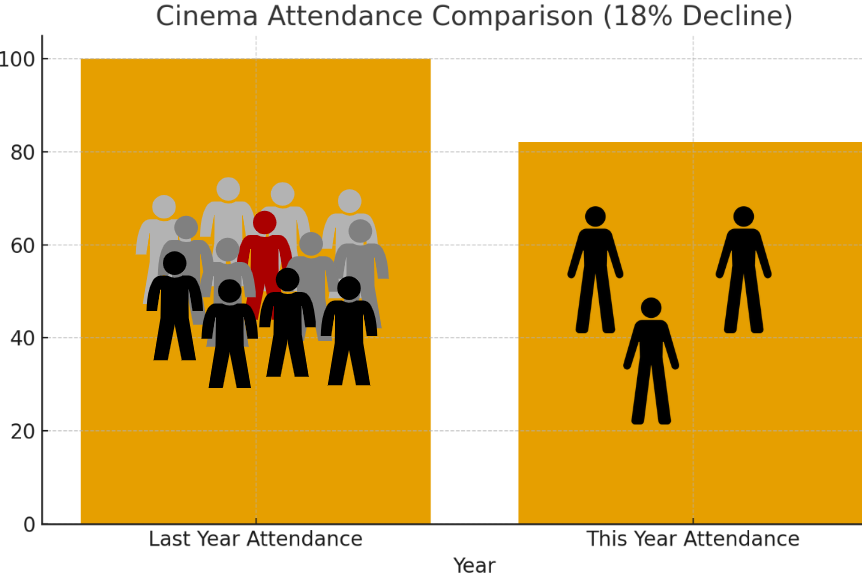 Cinema Attendance Comparison (18% Decline)
100
80
60
40
20
0
Last Year Attendance
This Year Attendance
Year